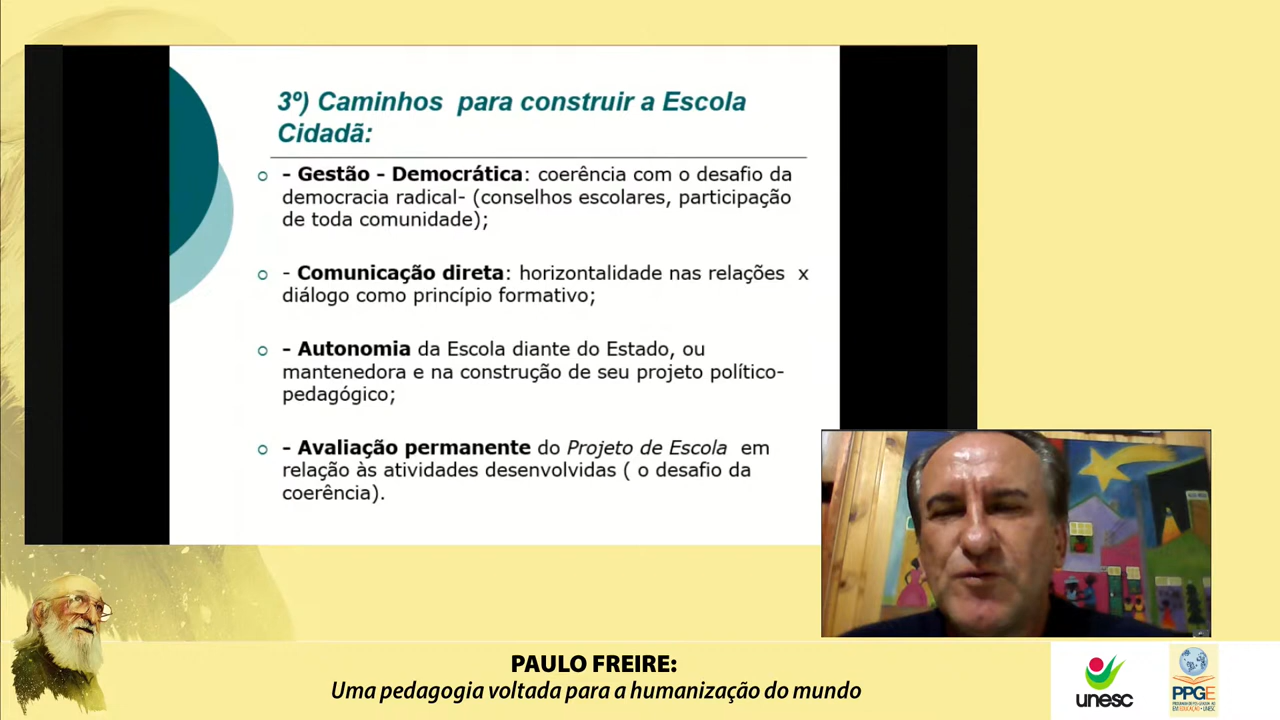 3º) Caminhos para construir a Escola
Cidadã:
- Gestão - Democrática: coerência com o desafio da
democracia radical- (conselhos escolares, participação
de toda comunidade);
- Comunicação direta: horizontalidade nas relações x
diálogo como princípio formativo;
- Autonomia da Escola diante do Estado, ou
mantenedora e na construção de seu projeto político-
pedagógico;
- Avaliação permanente do Projeto de Escola em
relação às atividades desenvolvidas ( o desafio da
coerência).
PAULO FREIRE:
Uma pedagogia voltada para a humanização do mundo
unesc
PPGE